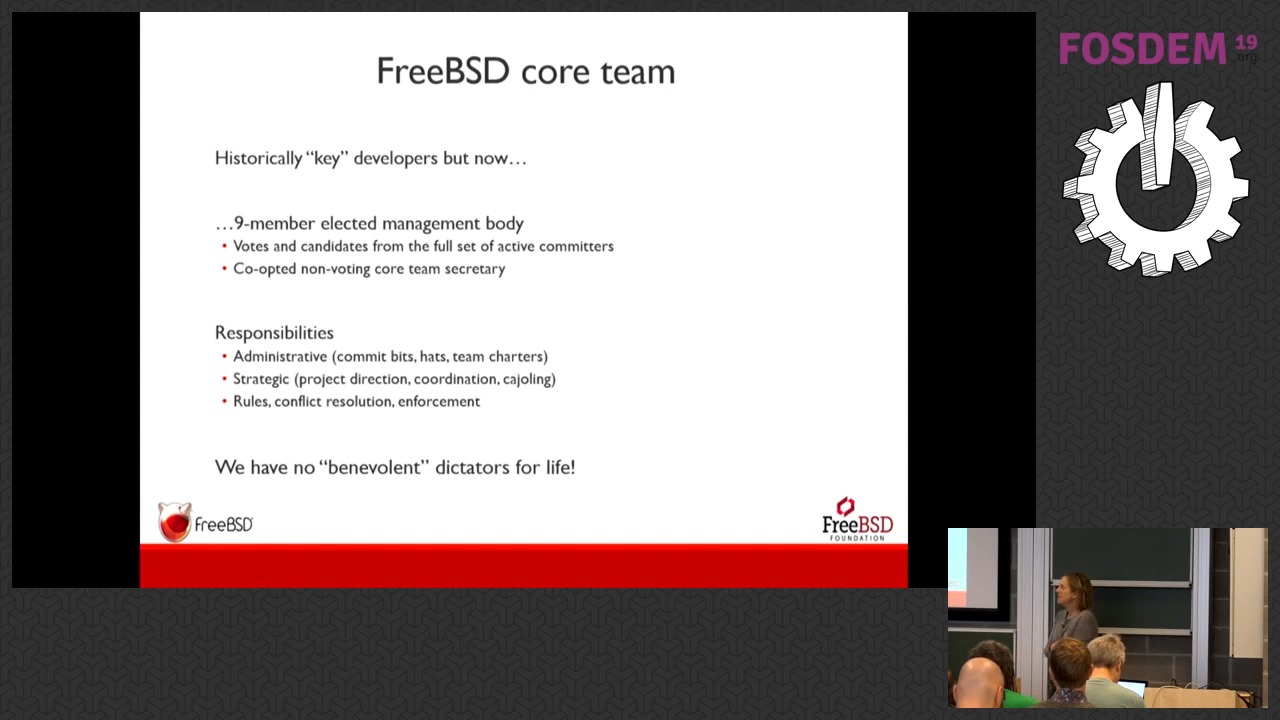 FreeBSD core team
FOSDEM 19
.org
Historically “key” developers but now…
…9-member elected management body
• Votes and candidates from the full set of active committers
• Co-opted non-voting core team secretary
Responsibilities
• Administrative (commit bits, hats, team charters)
• Strategic (project direction, coordination, cajoling)
• Rules, conflict resolution, enforcement
We have no “benevolent” dictators for life!
FreeBSD
FreeBSD
FOUNDATION